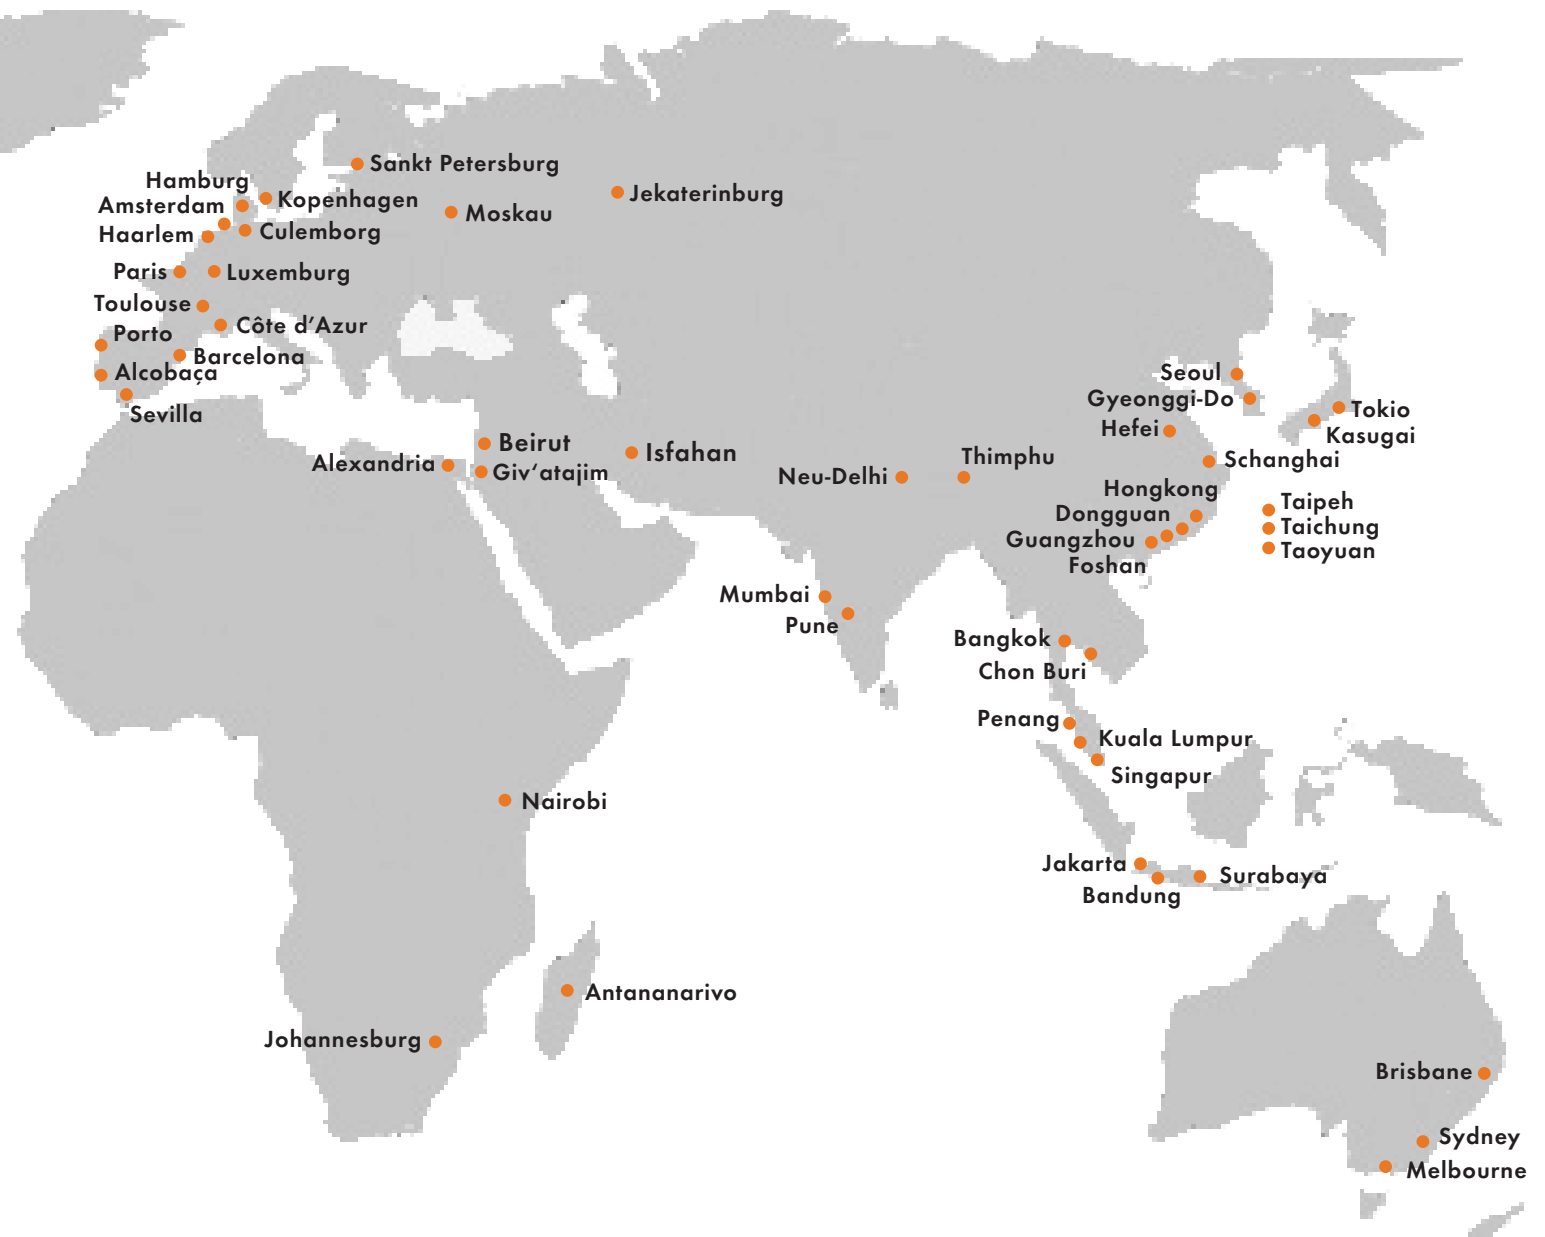 Sankt Petersburg
Hamburg
Kopenhagen
Jekaterinburg
Amsterdam
Moskau
Haarlem
Culemborg
Paris
Luxemburg
Toulouse
Côte d’Azur
Porto
Barcelona
Alcobaça
Sevilla
Seoul
Gyeonggi-Do
Tokio
Hefei
Kasugai
Beirut
Isfahan
Alexandria
Giv‘atajim
Thimphu
Schanghai
Neu-Delhi
Hongkong
Taipeh
Dongguan
Taichung
Guangzhou
Taoyuan
Foshan
Mumbai
Pune
Bangkok
Chon Buri
Penang
Kuala Lumpur
Singapur
Nairobi
Jakarta
Surabaya
Bandung
Antananarivo
Johannesburg
Brisbane
Sydney
Melbourne